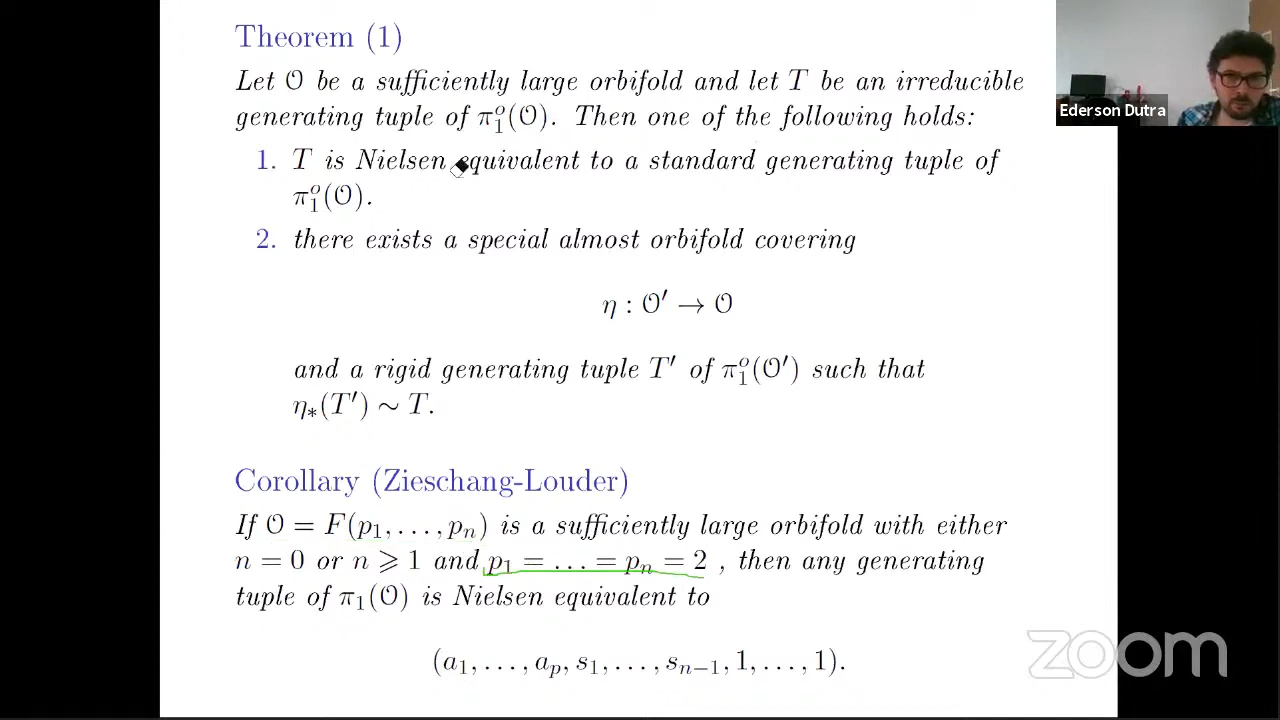 Theorem (1)
Let 𝒪 be a sufficiently large orbifold and let T be an irreducible
generating tuple of π₁ᵒ(𝒪). Then one of the following holds:
1. T is Nielsen equivalent to a standard generating tuple of
π₁ᵒ(𝒪).
2. there exists a special almost orbifold covering
η : 𝒪′ → 𝒪
and a rigid generating tuple T′ of π₁ᵒ(𝒪′) such that
η∗(T′) ∼ T.
Corollary (Zieschang-Louder)
If 𝒪 = F(p₁, . . . , pₙ) is a sufficiently large orbifold with either
n = 0 or n ⩾ 1 and p₁ = . . . = pₙ = 2 , then any generating
tuple of π₁(𝒪) is Nielsen equivalent to
(a₁, . . . , aₚ, s₁, . . . , sₙ₋₁, 1, . . . , 1).
Ederson Dutra
zoom